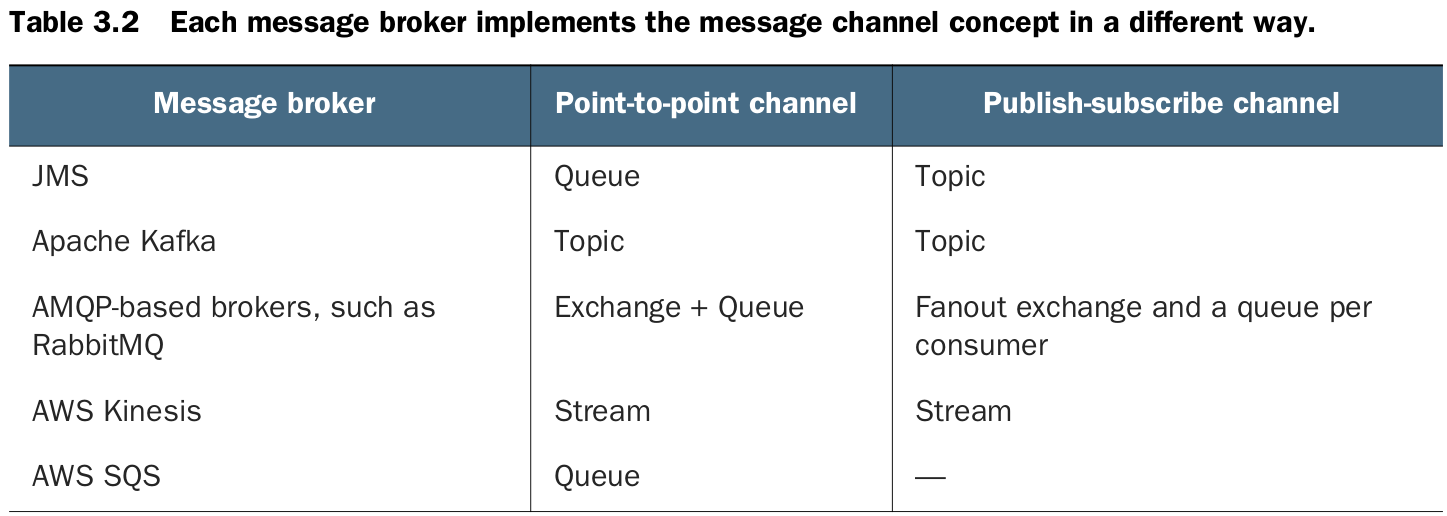 Table 3.2 Each message broker implements the message channel concept in a different way.
Message broker Point-to-point channel Publish-subscribe channel
JMS Queue Topic
Apache Kafka Topic Topic
AMQP-based brokers, such as Exchange + Queue Fanout exchange and a queue per
RabbitMQ consumer
AWS Kinesis Stream Stream
AWS SQS Queue —